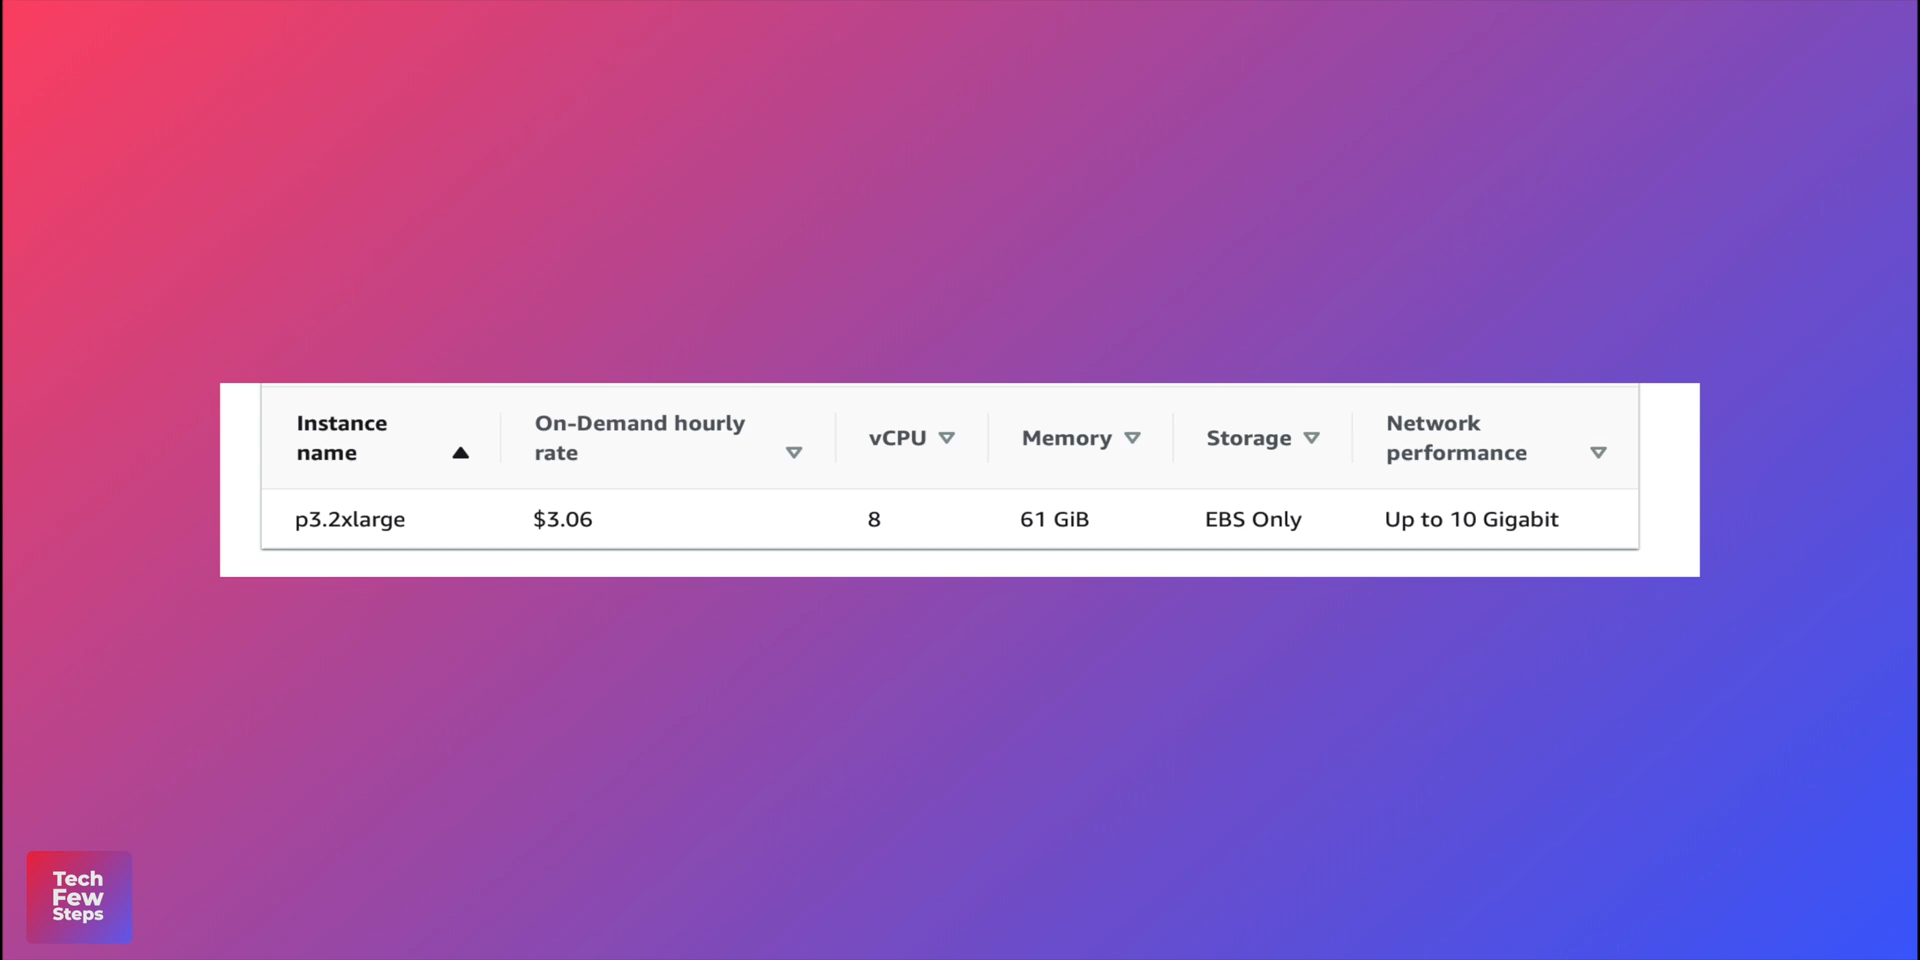 Instance name
On-Demand hourly rate
vCPU
Memory
Storage
Network performance
p3.2xlarge
$3.06
8
61 GiB
EBS Only
Up to 10 Gigabit
Tech
Few
Steps